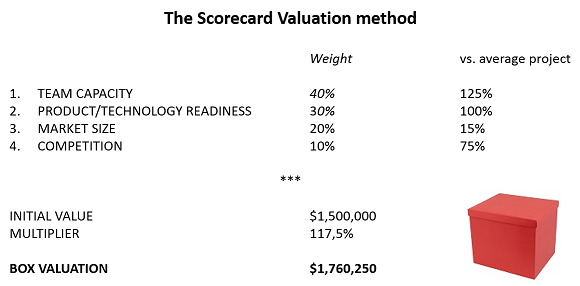 The Scorecard Valuation method
Weight vs. average project
1. TEAM CAPACITY 40% 125%
2. PRODUCT/TECHNOLOGY READINESS 30% 100%
3. MARKET SIZE 20% 15%
4. COMPETITION 10% 75%
***
INITIAL VALUE $1,500,000
MULTIPLIER 117,5%
BOX VALUATION $1,760,250